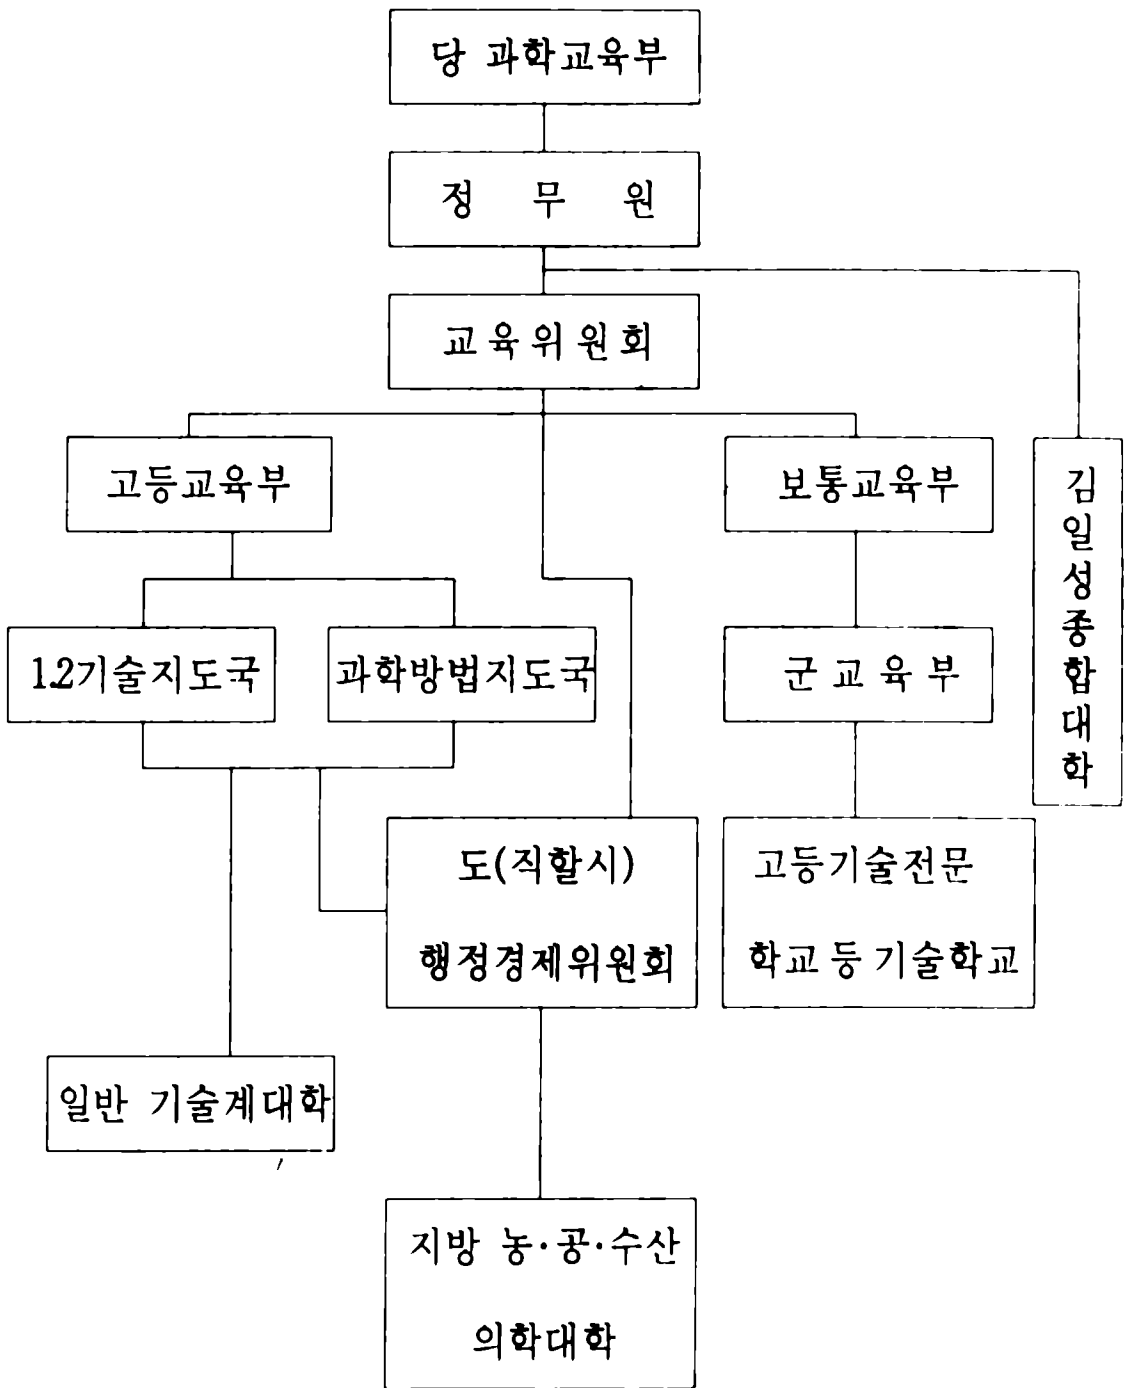 당 과학교육부
정 무 원
교육위원회
고등교육부
보통교육부
김일성종합대학
1.2기술지도국
과학방법지도국
군교육부
도(직할시)
행정경제위원회
고등기술전문
학교 등 기술학교
일반 기술계대학
지방 농·공·수산
의학대학